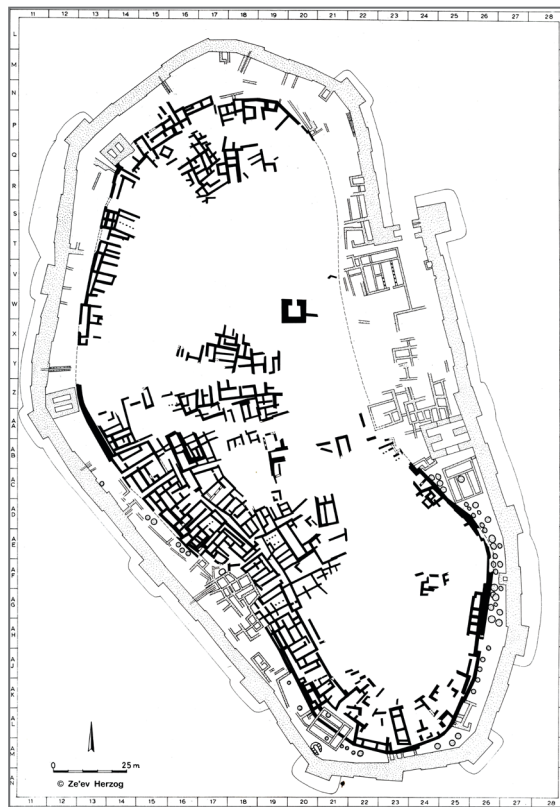 11 12 13 14 15 16 17 18 19 20 21 22 23 24 25 26 27 28
L
M
N
P
Q
R
S
T
V
W
X
Y
Z
AA
AB
AC
AD
AE
AF
AG
AH
AJ
AK
AL
AM
AN
0 25 m
© Ze'ev Herzog
11 12 13 14 15 16 17 18 19 20 21 22 23 24 25 26 27 28